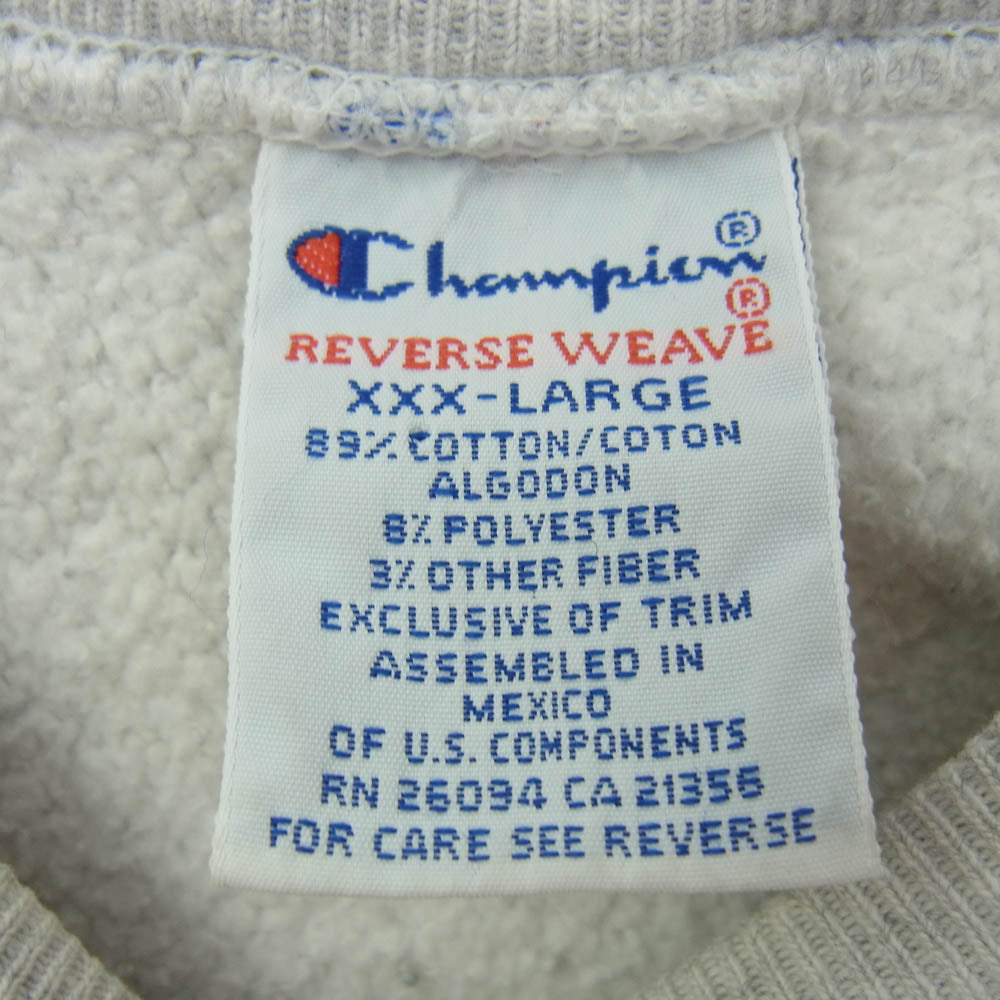 Champion®
REVERSE WEAVE®
XXX-LARGE
89% COTTON/COTON
ALGODON
8% POLYESTER
3% OTHER FIBER
EXCLUSIVE OF TRIM
ASSEMBLED IN
MEXICO
OF U.S. COMPONENTS
RN 26094 CA 21356
FOR CARE SEE REVERSE